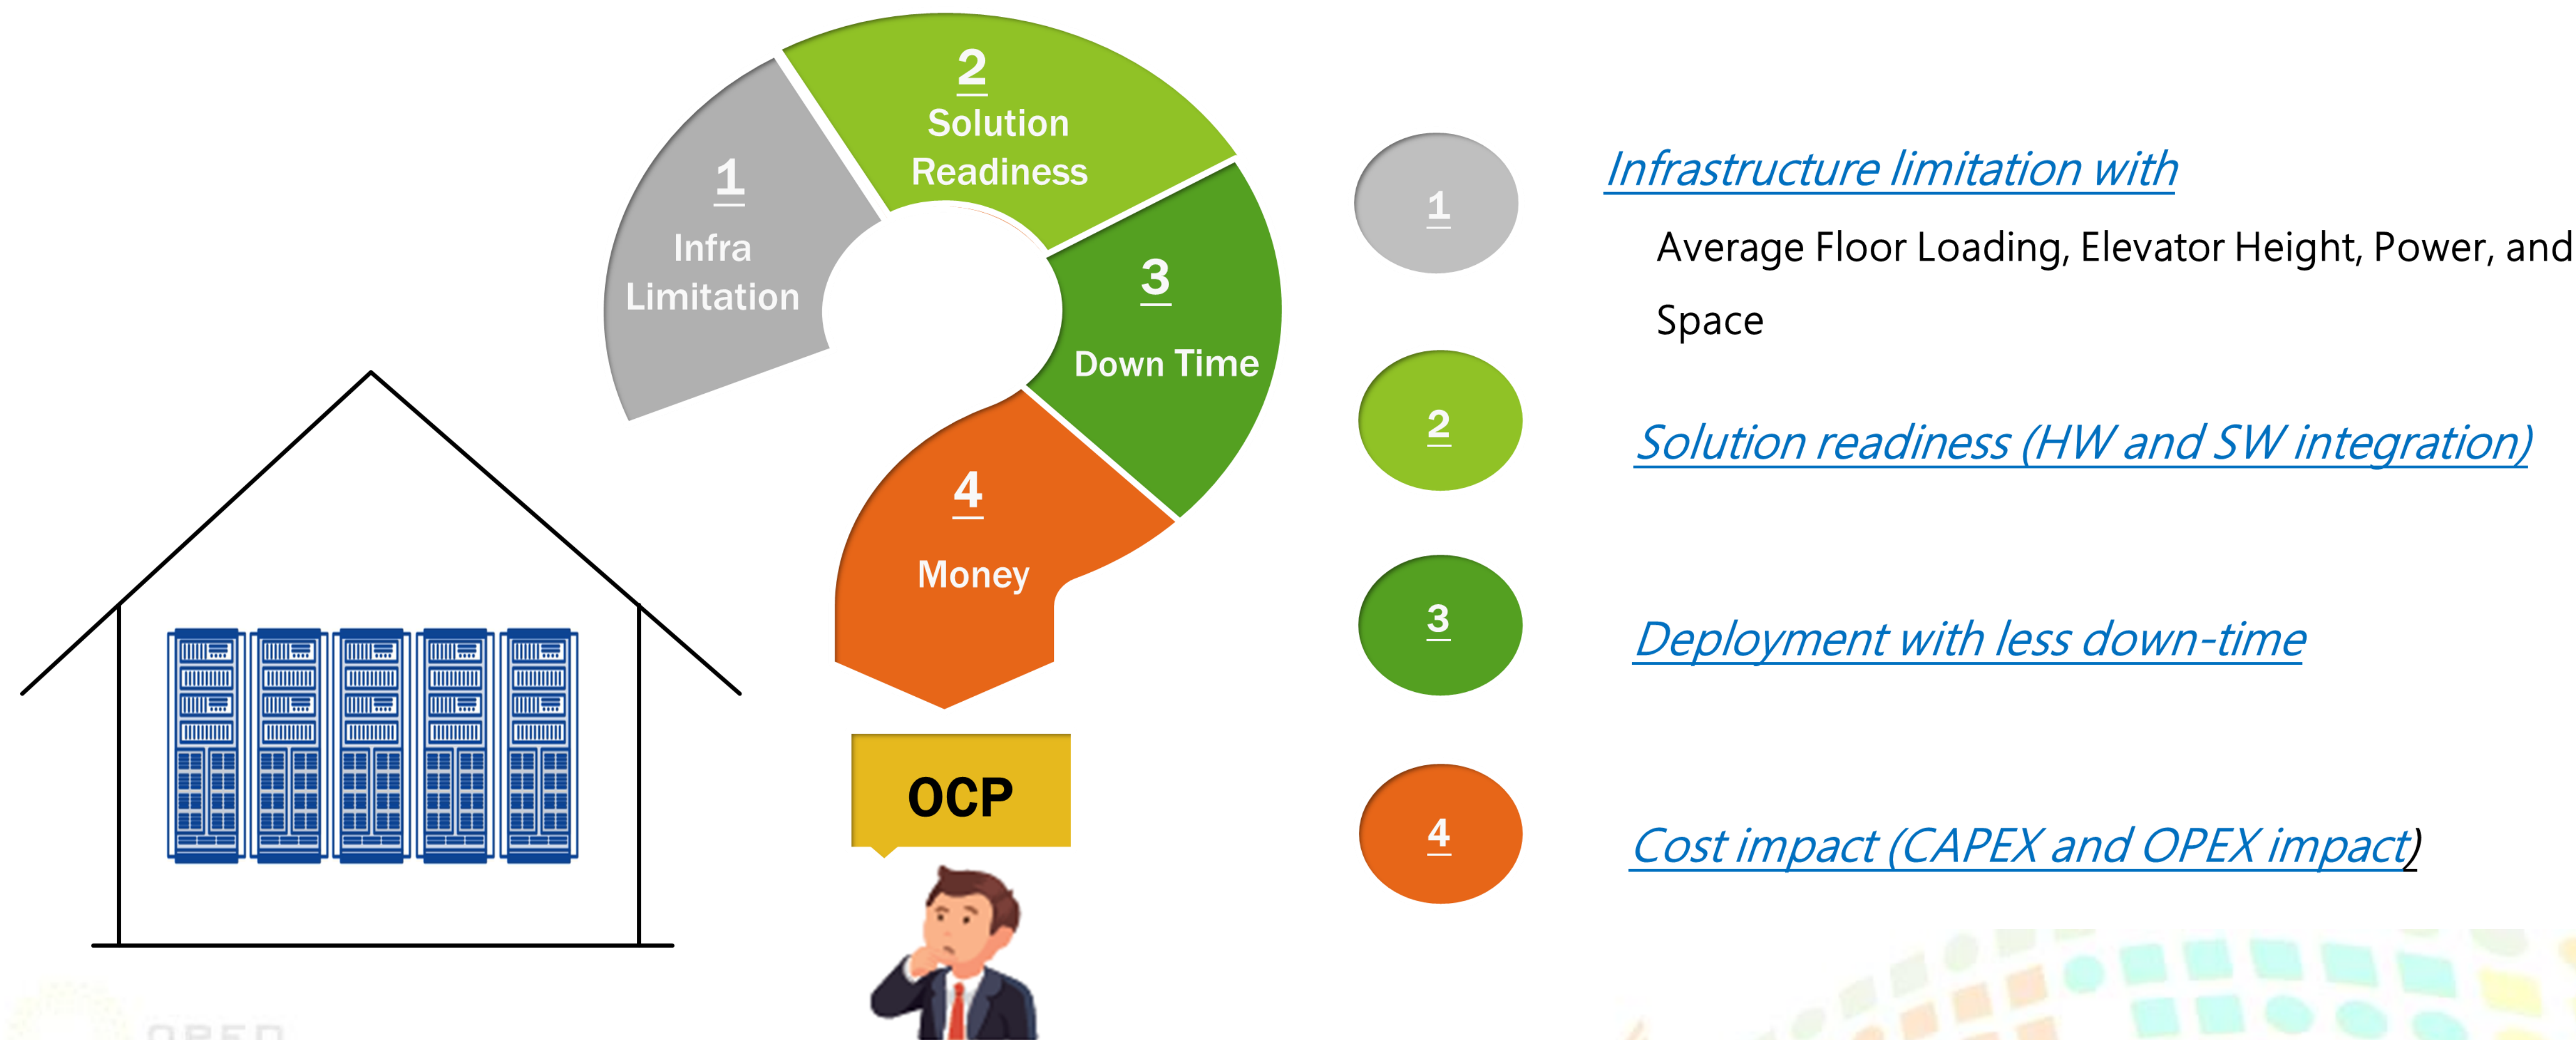 1
Infra
Limitation
2
Solution
Readiness
3
Down Time
4
Money
OCP
1
Infrastructure limitation with
Average Floor Loading, Elevator Height, Power, and
Space
2
Solution readiness (HW and SW integration)
3
Deployment with less down-time
4
Cost impact (CAPEX and OPEX impact)
OPEN